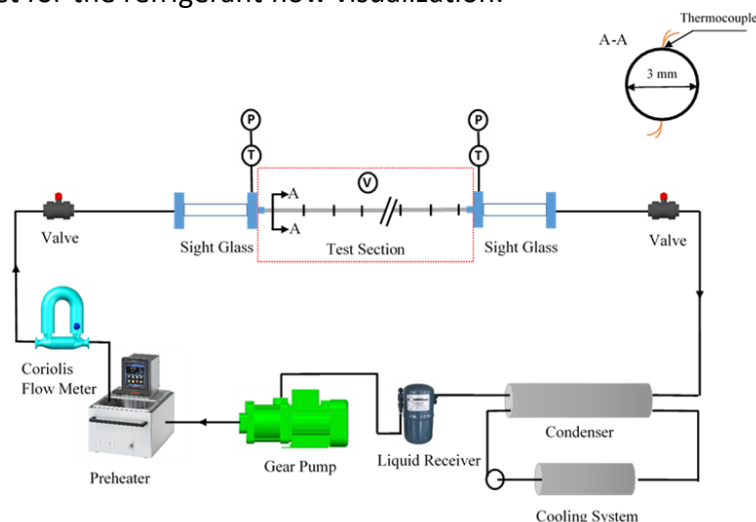 et for the refrigerant flow visualization.
Thermocouple
A-A
3 mm
P
P
T
T
V
A
A
Valve
Sight Glass
Test Section
Sight Glass
Valve
Coriolis
Flow Meter
Preheater
Gear Pump
Liquid Receiver
Condenser
Cooling System